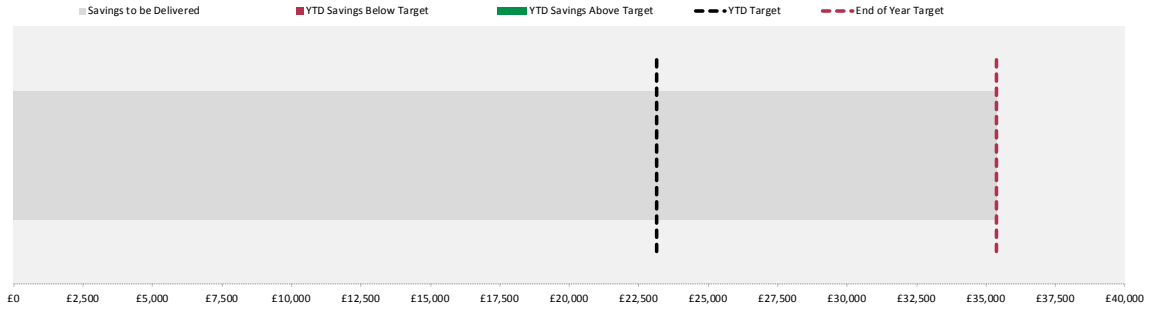 Savings to be Delivered YTD Savings Below Target YTD Savings Above Target YTD Target End of Year Target
£0 £2,500 £5,000 £7,500 £10,000 £12,500 £15,000 £17,500 £20,000 £22,500 £25,000 £27,500 £30,000 £32,500 £35,000 £37,500 £40,000